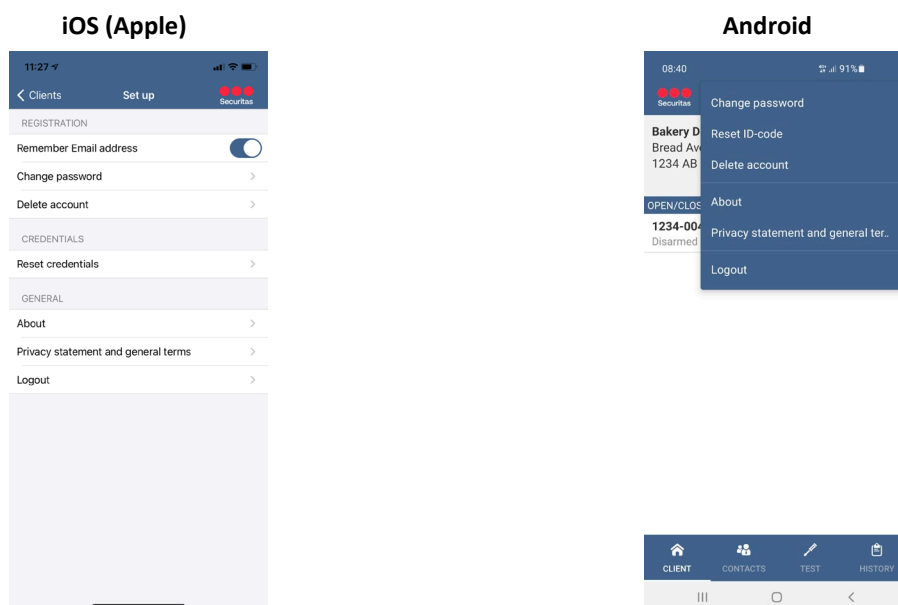 iOS (Apple)
11:27
Clients
Set up
Securitas
REGISTRATION
Remember Email address
Change password
Delete account
CREDENTIALS
Reset credentials
GENERAL
About
Privacy statement and general terms
Logout
Android
08:40
91%
Securitas
Change password
Reset ID-code
Delete account
About
Privacy statement and general ter..
Logout
Bakery D
Bread Av
1234 AB
OPEN/CLOS
1234-004
Disarmed
CLIENT
CONTACTS
TEST
HISTORY